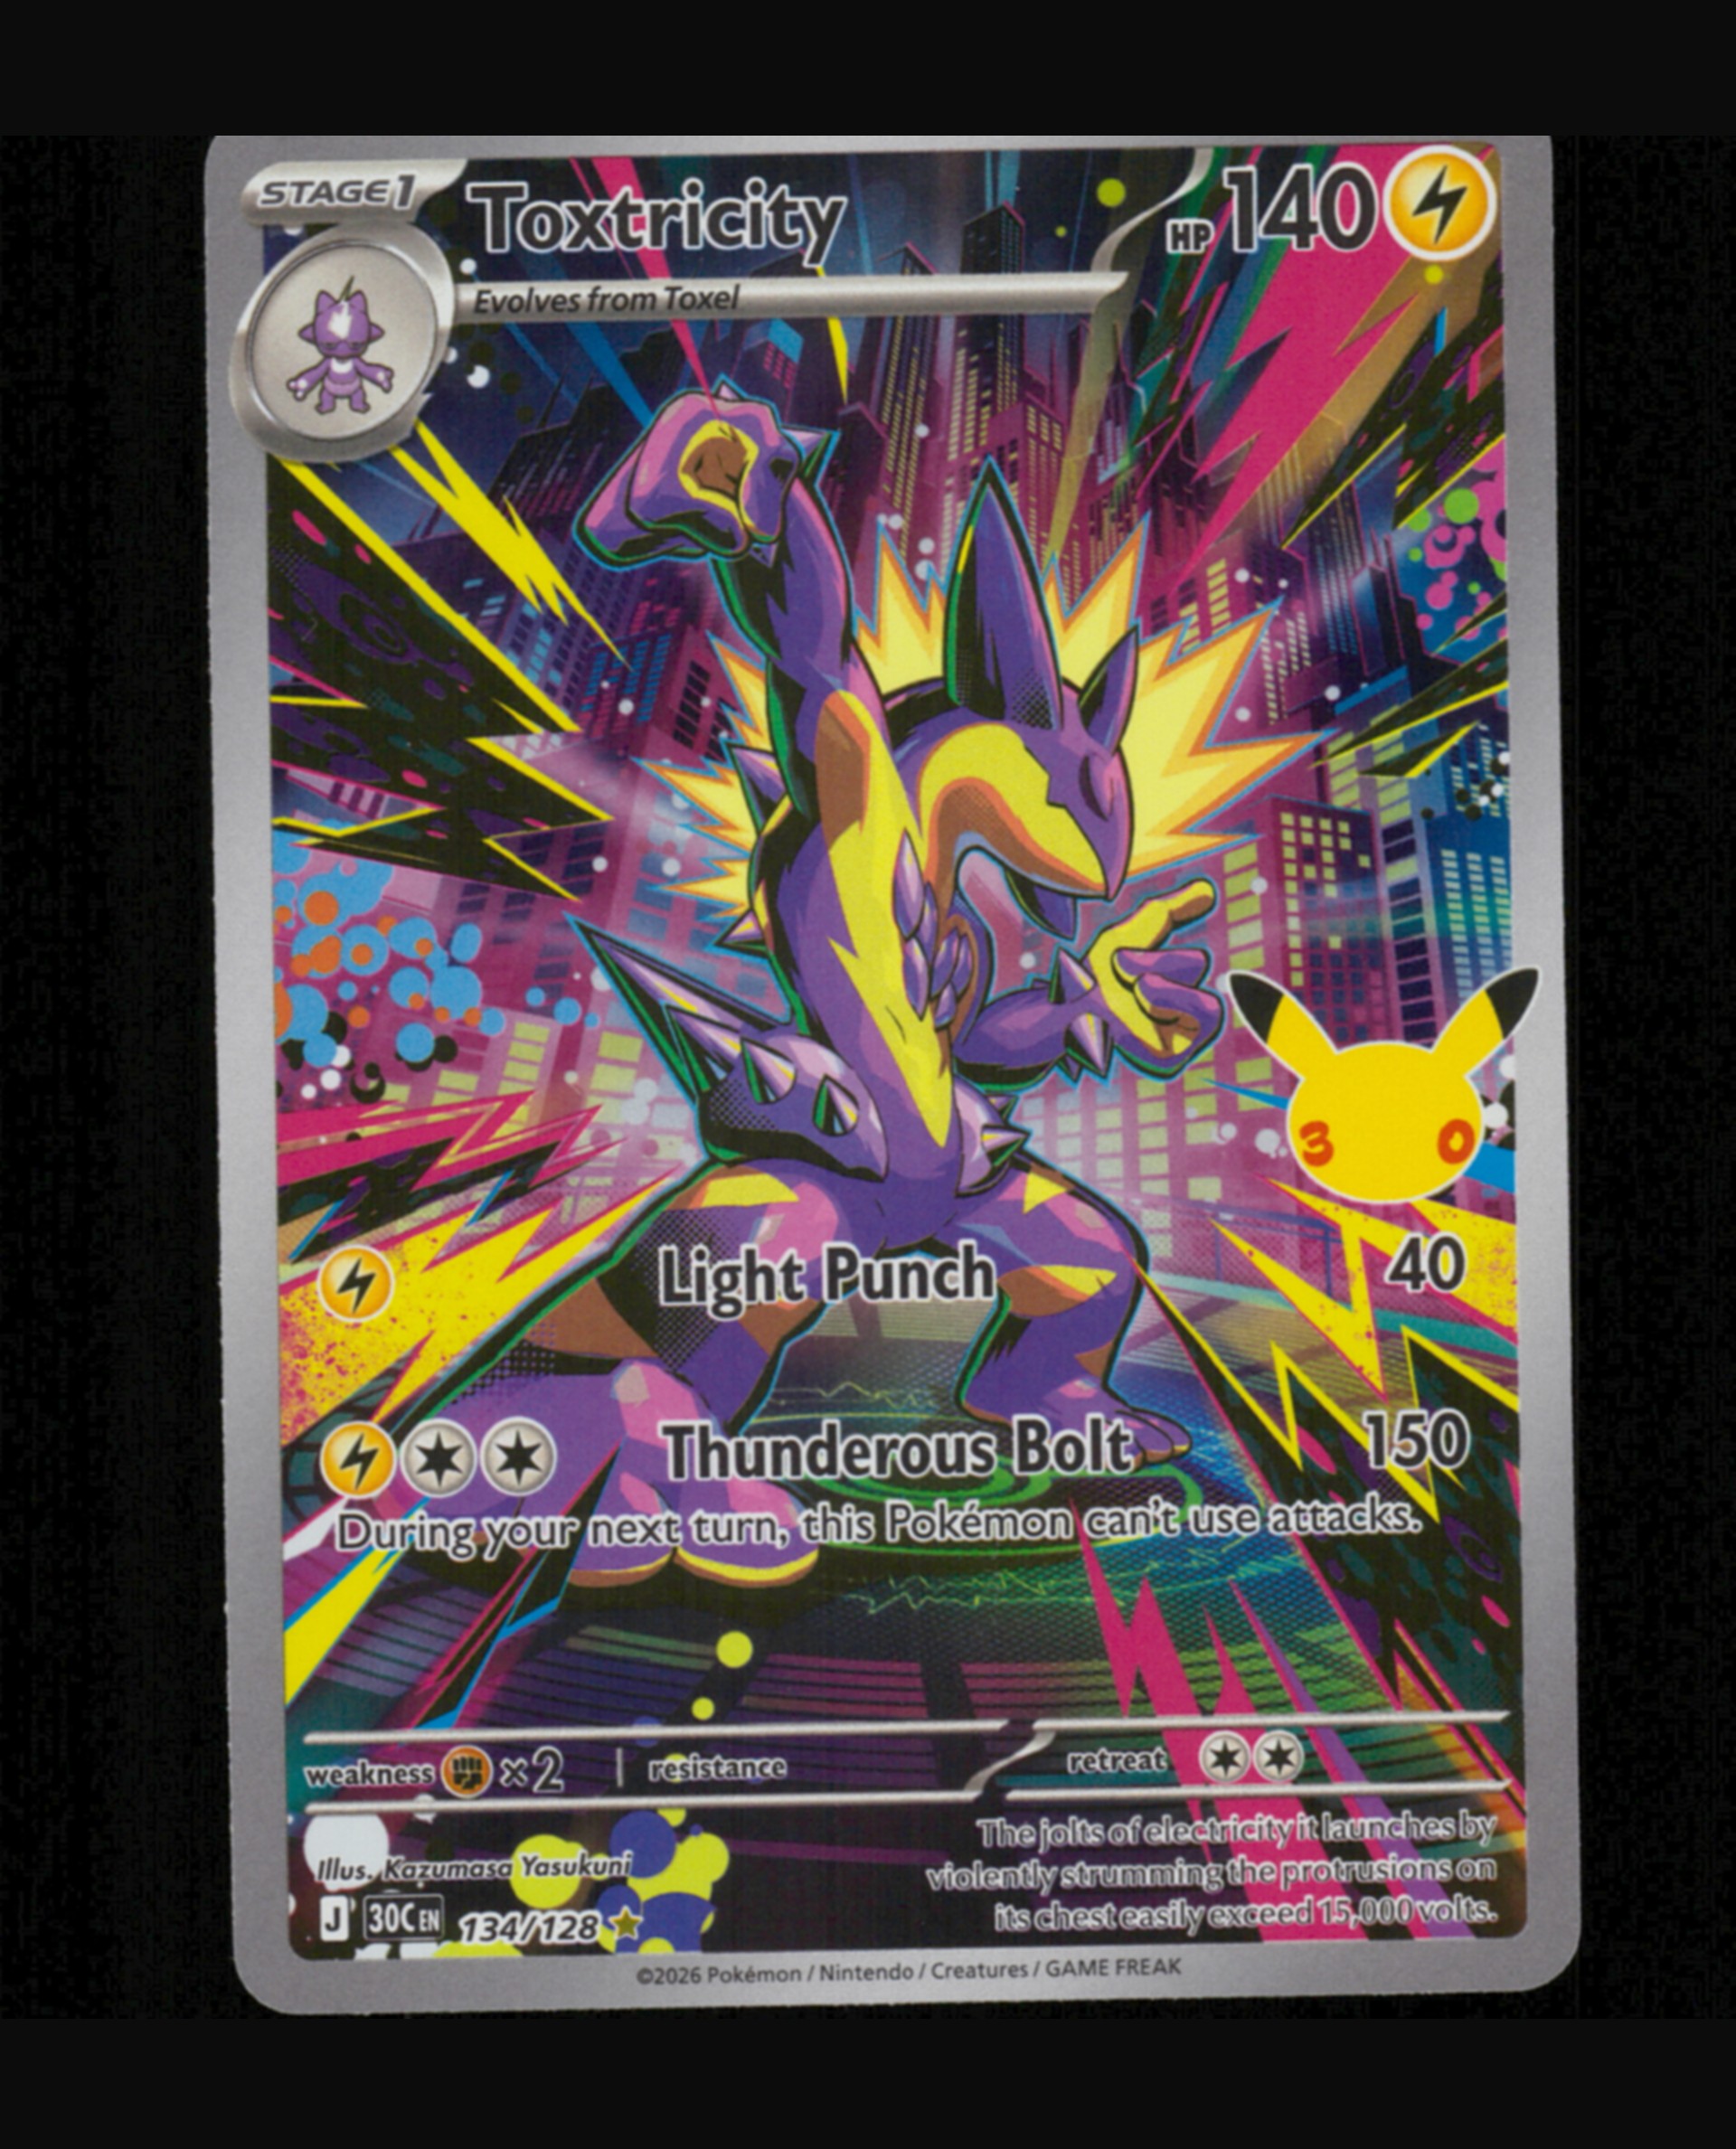 STAGE1
Toxtricity
HP 140
Evolves from Toxel
3 0
Light Punch 40
Thunderous Bolt 150
During your next turn, this Pokémon can't use attacks.
weakness ×2 resistance retreat
The jolts of electricity it launches by
violently strumming the protrusions on
its chest easily exceed 15,000 volts.
Illus. Kazumasa Yasukuni
J 30C EN 134/128
©2026 Pokémon / Nintendo / Creatures / GAME FREAK